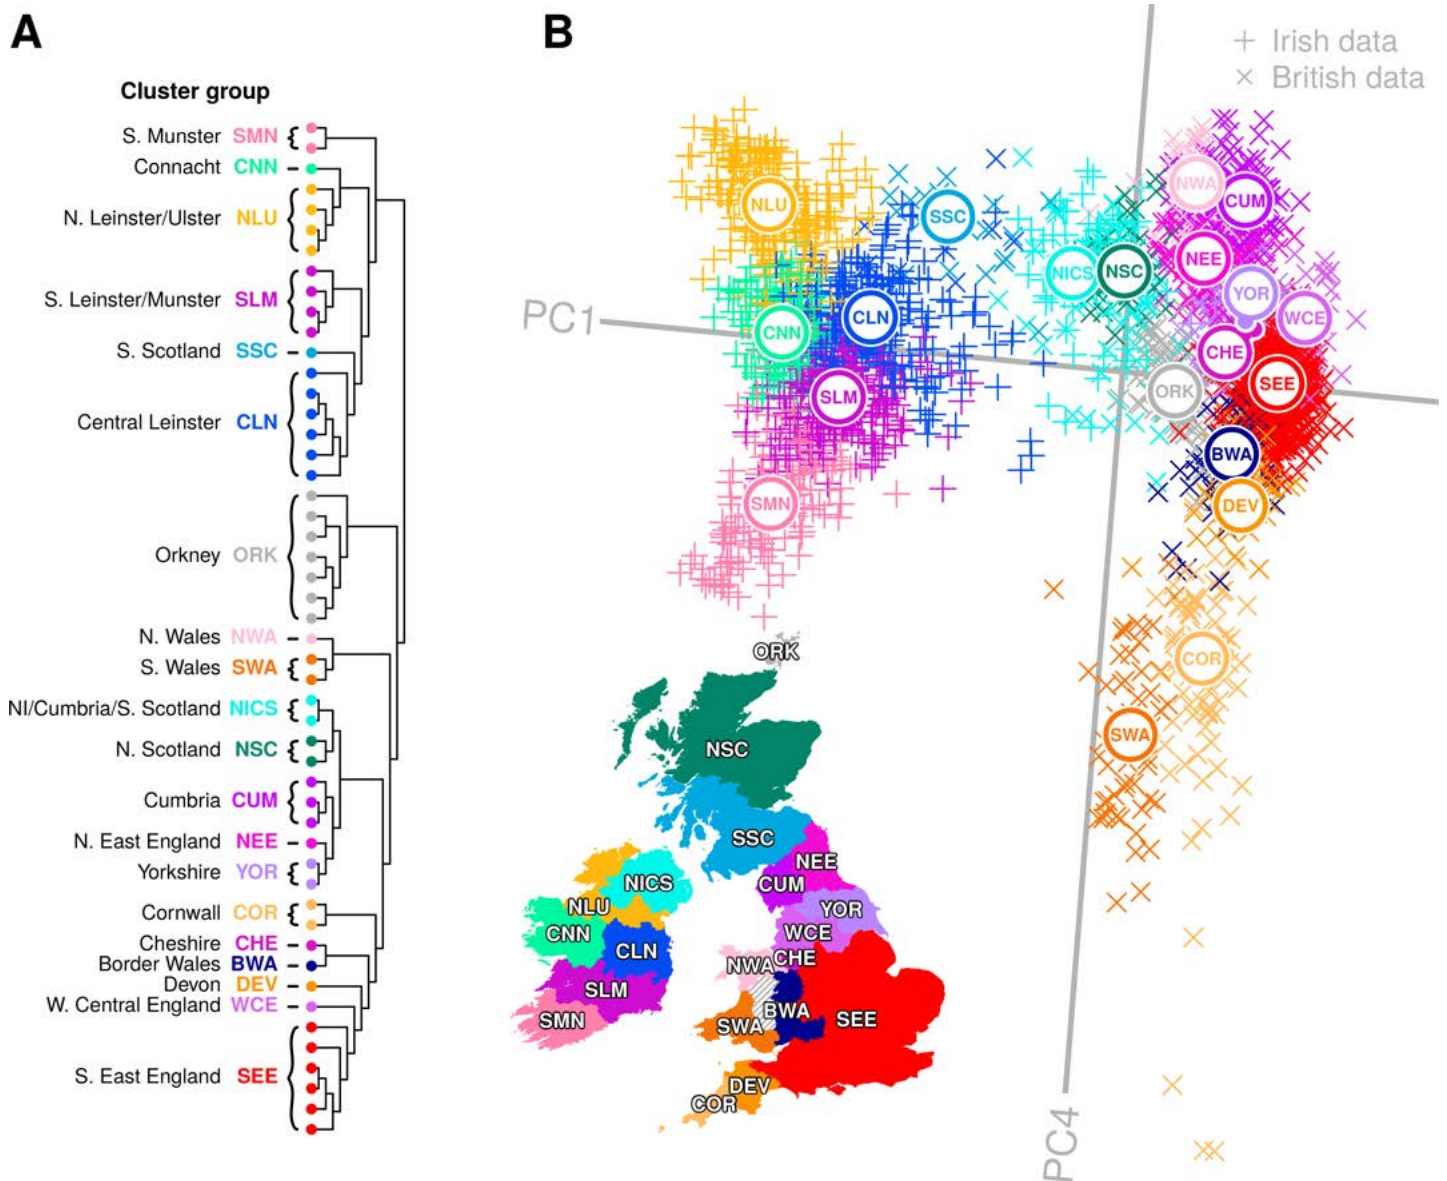 A
Cluster group
S. Munster SMN
Connacht CNN
N. Leinster/Ulster NLU
S. Leinster/Munster SLM
S. Scotland SSC
Central Leinster CLN
Orkney ORK
N. Wales NWA
S. Wales SWA
NI/Cumbria/S. Scotland NICS
N. Scotland NSC
Cumbria CUM
N. East England NEE
Yorkshire YOR
Cornwall COR
Cheshire CHE
Border Wales BWA
Devon DEV
W. Central England WCE
S. East England SEE
B
Irish data
British data
NWA
NLU
CUM
SSC
NEE
NICS
NSC
YOR
PC1
CLN
WCE
CNN
CHE
SEE
ORK
SLM
BWA
SMN
DEV
COR
SWA
PC4
ORK
NSC
SSC
NEE
NICS
CUM
NLU
YOR
CNN
WCE
CLN
CHE
NWA
SLM
BWA
SMN
SWA
SEE
DEV
COR